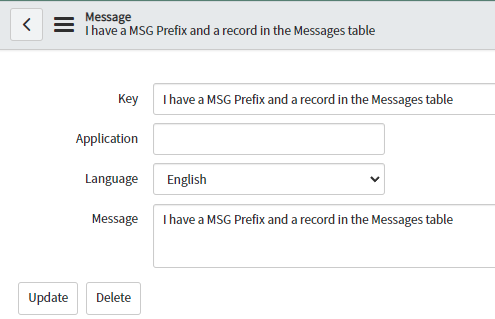 Message
I have a MSG Prefix and a record in the Messages table
Key
I have a MSG Prefix and a record in the Messages table
Application
Language
English
Message
I have a MSG Prefix and a record in the Messages table
Update
Delete